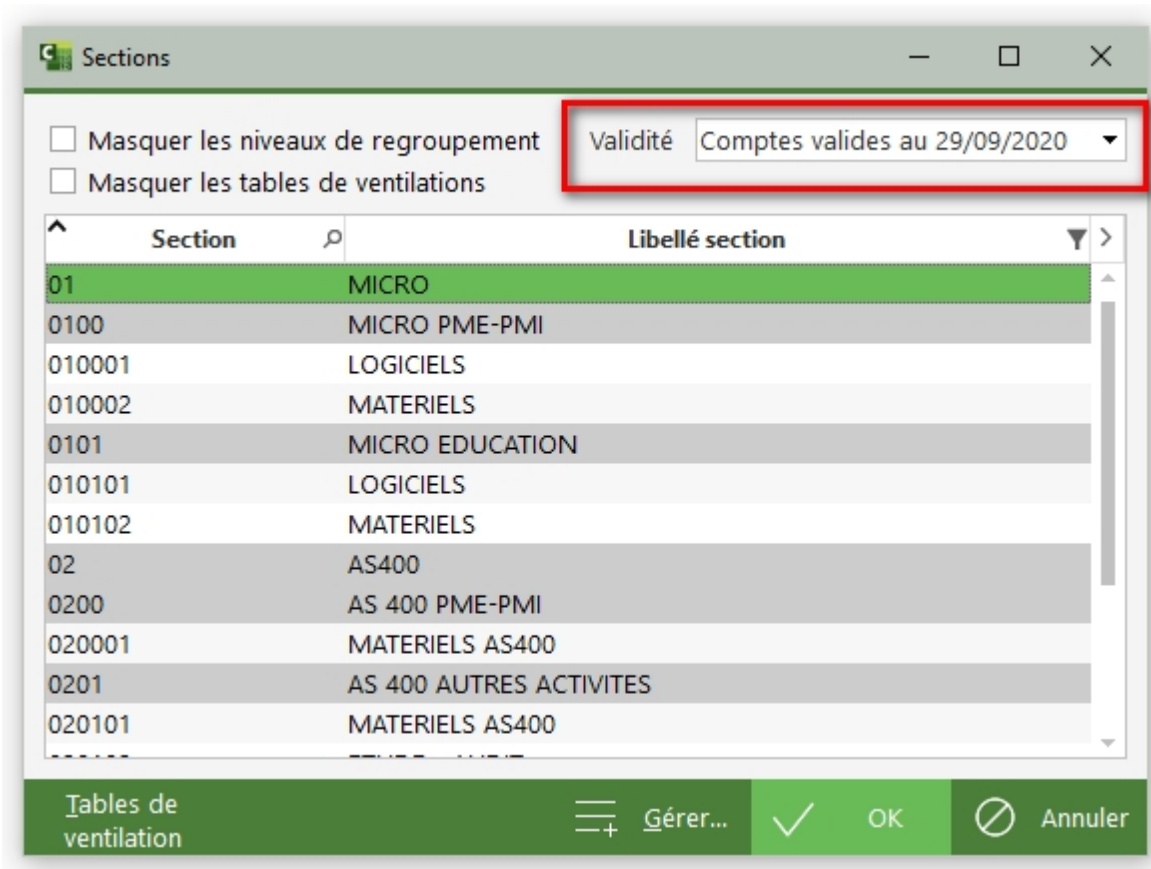 Sections
Masquer les niveaux de regroupement Validité Comptes valides au 29/09/2020
Masquer les tables de ventilations
Section Libellé section
01 MICRO
0100 MICRO PME-PMI
010001 LOGICIELS
010002 MATERIELS
0101 MICRO EDUCATION
010101 LOGICIELS
010102 MATERIELS
02 AS400
0200 AS 400 PME-PMI
020001 MATERIELS AS400
0201 AS 400 AUTRES ACTIVITES
020101 MATERIELS AS400
Tables de
ventilation
Gérer... OK Annuler